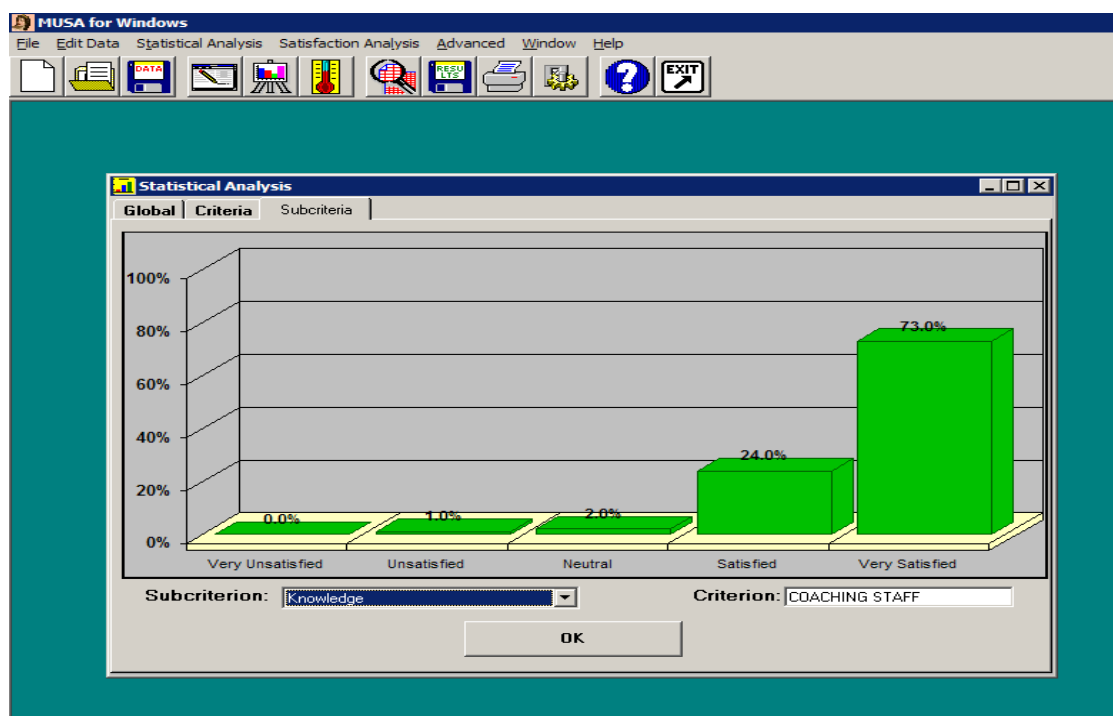 MUSA for Windows
File Edit Data Statistical Analysis Satisfaction Analysis Advanced Window Help
DATA RESU LTS ? EXIT
Statistical Analysis
Global Criteria Subcriteria
100%
80%
60%
40%
20%
0%
73.0%
24.0%
0.0% 1.0% 2.0%
Very Unsatisfied Unsatisfied Neutral Satisfied Very Satisfied
Subcriterion: Knowledge Criterion: COACHING STAFF
OK